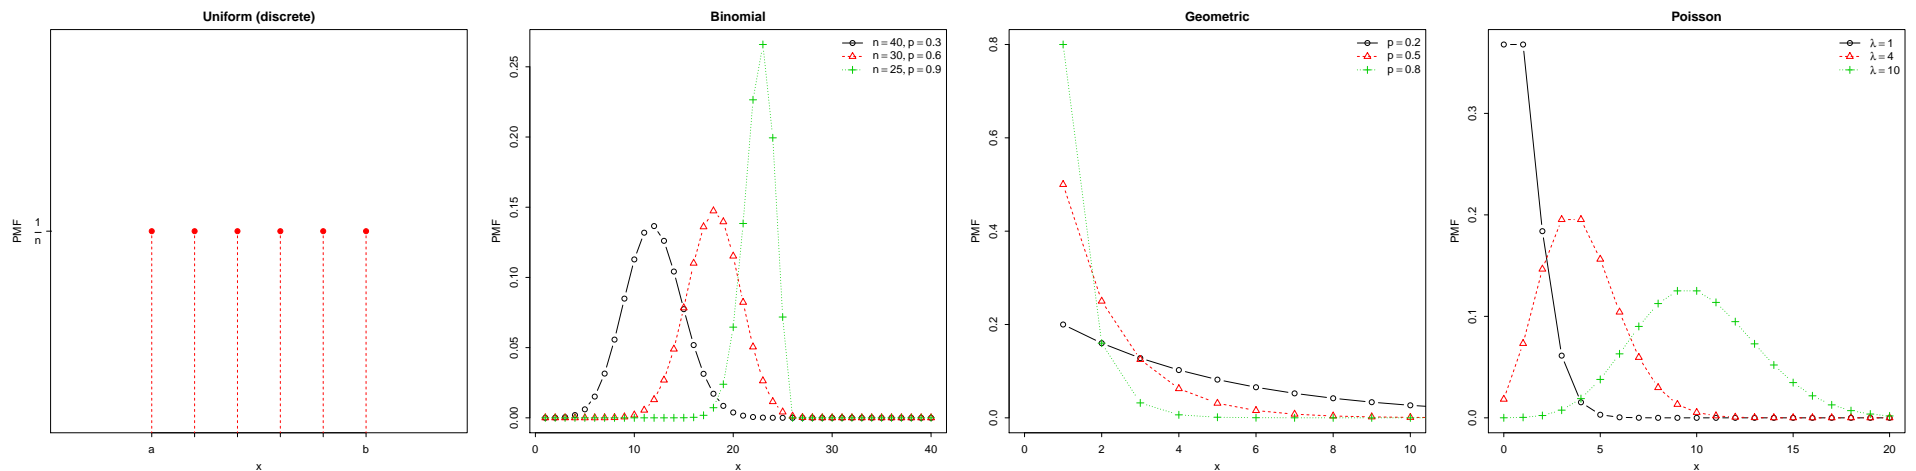 Uniform (discrete)
PMF
1
n
a
b
x
Binomial
n = 40, p = 0.3
n = 30, p = 0.6
n = 25, p = 0.9
PMF
0.25
0.20
0.15
0.10
0.05
0.00
0 10 20 30 40
x
Geometric
p = 0.2
p = 0.5
p = 0.8
PMF
0.8
0.6
0.4
0.2
0.0
0 2 4 6 8 10
x
Poisson
λ = 1
λ = 4
λ = 10
PMF
0.3
0.2
0.1
0.0
0 5 10 15 20
x